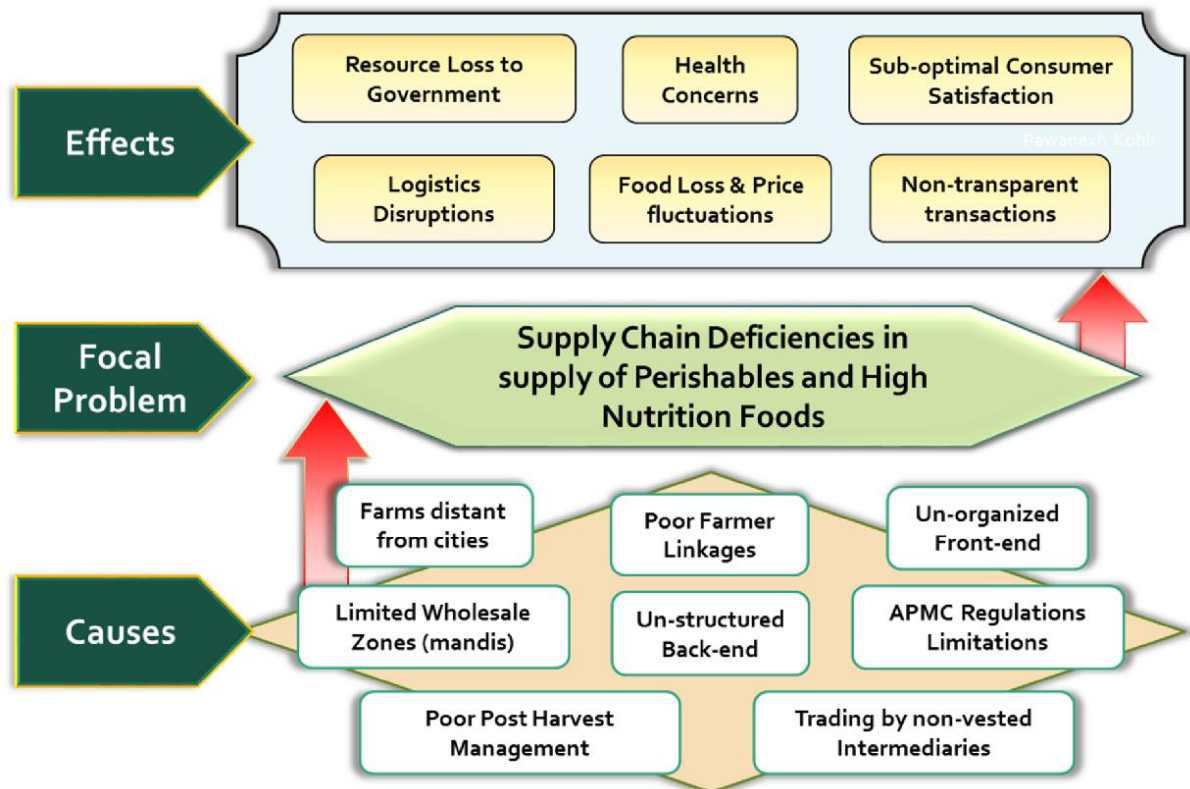 Effects
Resource Loss to
Government
Health
Concerns
Sub-optimal Consumer
Satisfaction
Pawanexh Kohli
Logistics
Disruptions
Food Loss & Price
fluctuations
Non-transparent
transactions
Focal
Problem
Supply Chain Deficiencies in
supply of Perishables and High
Nutrition Foods
Causes
Farms distant
from cities
Poor Farmer
Linkages
Un-organized
Front-end
Limited Wholesale
Zones (mandis)
Un-structured
Back-end
APMC Regulations
Limitations
Poor Post Harvest
Management
Trading by non-vested
Intermediaries